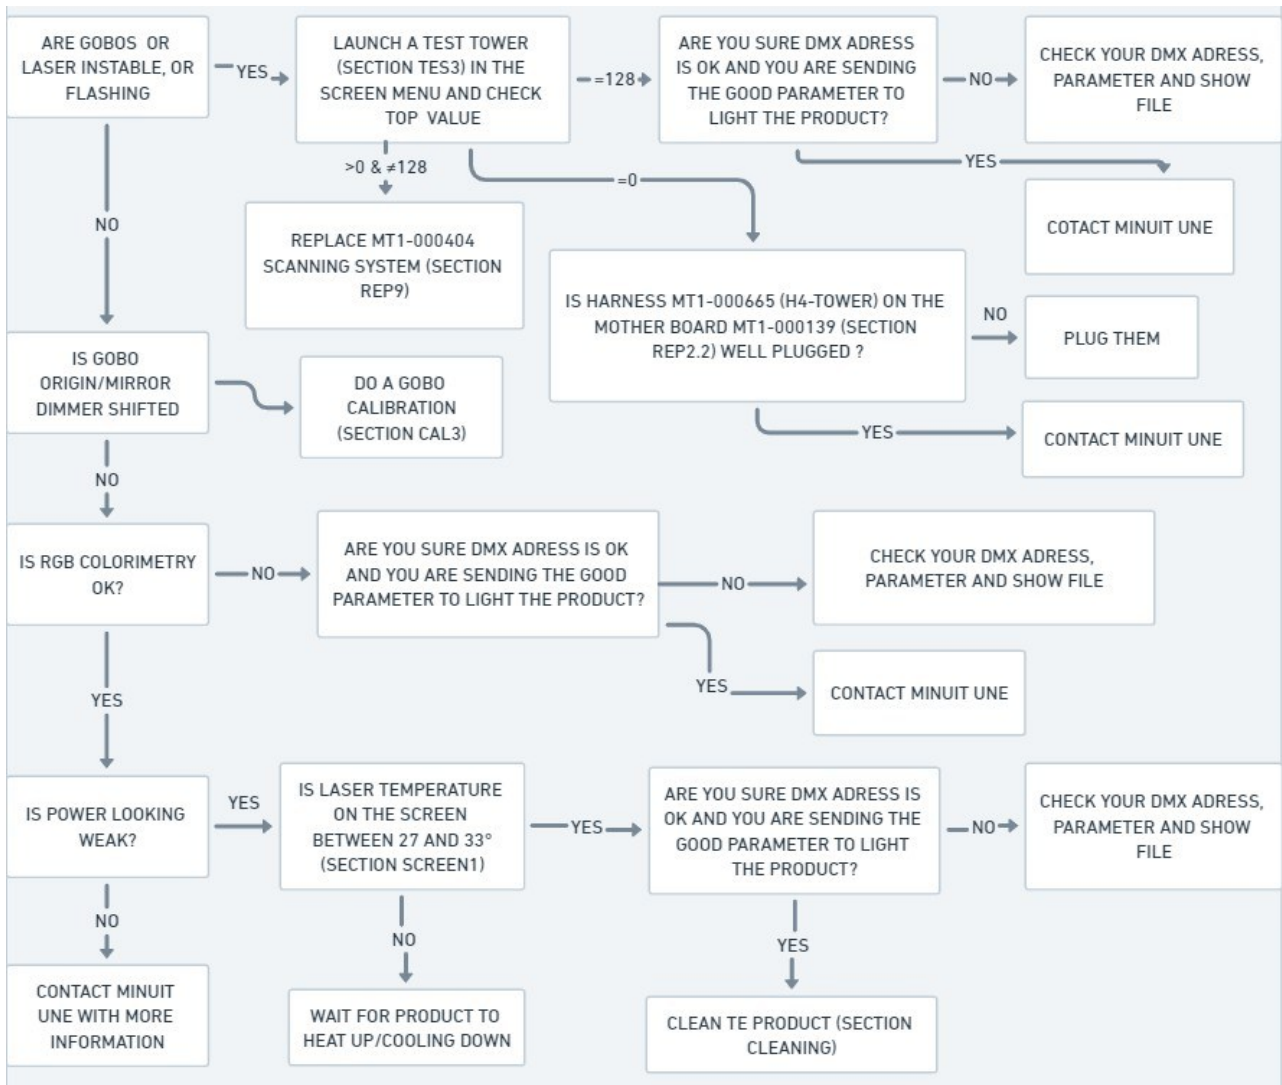 ARE GOBOS OR
LASER INSTABLE, OR
FLASHING
YES
LAUNCH A TEST TOWER
(SECTION TES3) IN THE
SCREEN MENU AND CHECK
TOP VALUE
=128
ARE YOU SURE DMX ADRESS
IS OK AND YOU ARE SENDING
THE GOOD PARAMETER TO
LIGHT THE PRODUCT?
NO
CHECK YOUR DMX ADRESS,
PARAMETER AND SHOW
FILE
>0 & ≠128
=0
YES
NO
REPLACE MT1-000404
SCANNING SYSTEM (SECTION
REP9)
COTACT MINUIT UNE
IS HARNESS MT1-000665 (H4-TOWER) ON THE
MOTHER BOARD MT1-000139 (SECTION
REP2.2) WELL PLUGGED ?
NO
PLUG THEM
YES
CONTACT MINUIT UNE
IS GOBO
ORIGIN/MIRROR
DIMMER SHIFTED
DO A GOBO
CALIBRATION
(SECTION CAL3)
NO
IS RGB COLORIMETRY
OK?
NO
ARE YOU SURE DMX ADRESS IS OK
AND YOU ARE SENDING THE GOOD
PARAMETER TO LIGHT THE PRODUCT?
NO
CHECK YOUR DMX ADRESS,
PARAMETER AND SHOW FILE
YES
CONTACT MINUIT UNE
YES
IS POWER LOOKING
WEAK?
YES
IS LASER TEMPERATURE
ON THE SCREEN
BETWEEN 27 AND 33°
(SECTION SCREEN1)
YES
ARE YOU SURE DMX ADRESS IS
OK AND YOU ARE SENDING THE
GOOD PARAMETER TO LIGHT
THE PRODUCT?
NO
CHECK YOUR DMX ADRESS,
PARAMETER AND SHOW
FILE
NO
NO
YES
CONTACT MINUIT
UNE WITH MORE
INFORMATION
WAIT FOR PRODUCT TO
HEAT UP/COOLING DOWN
CLEAN TE PRODUCT (SECTION
CLEANING)